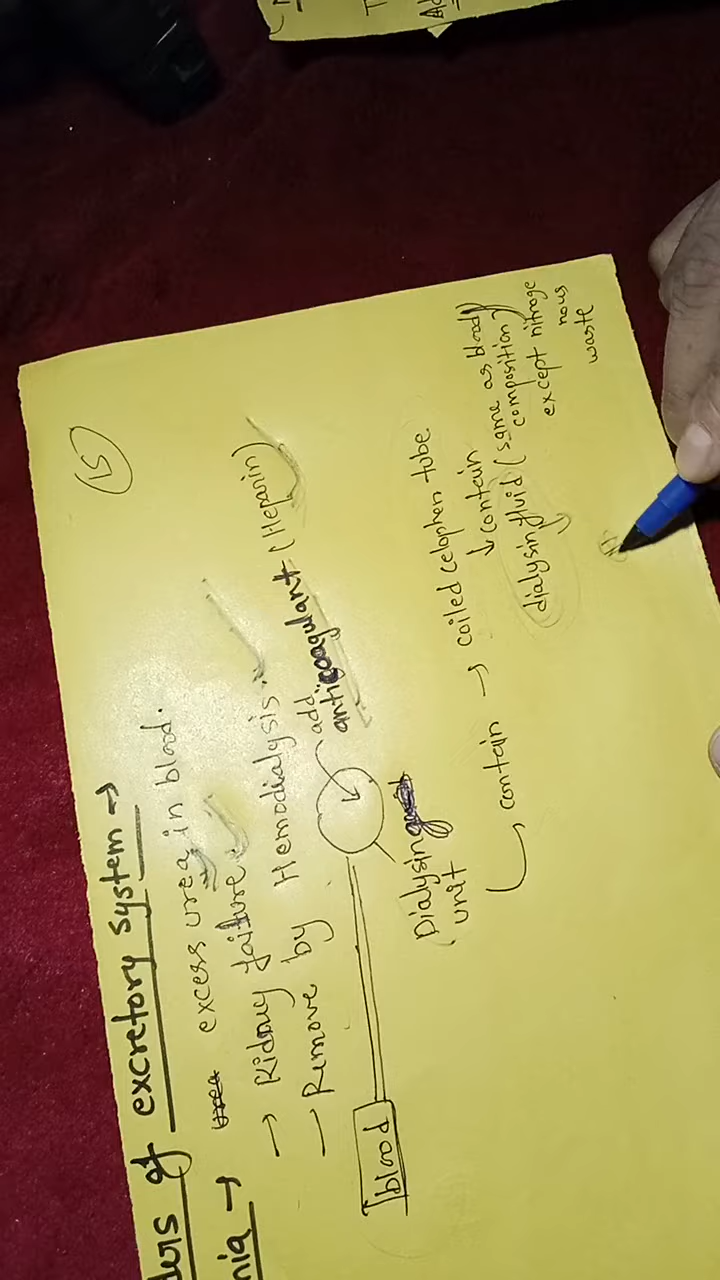 15
ders of excretory system →
nia → excess urea in blood.
→ Kidney failure
— Remove by Hemodialysis
add
anticoagulant (Heparin)
blood
Dialysing
unit
contain → coiled celophen tube
↓ contain
dialysing fluid (same as blood)
composition
except nitroge
nous
waste